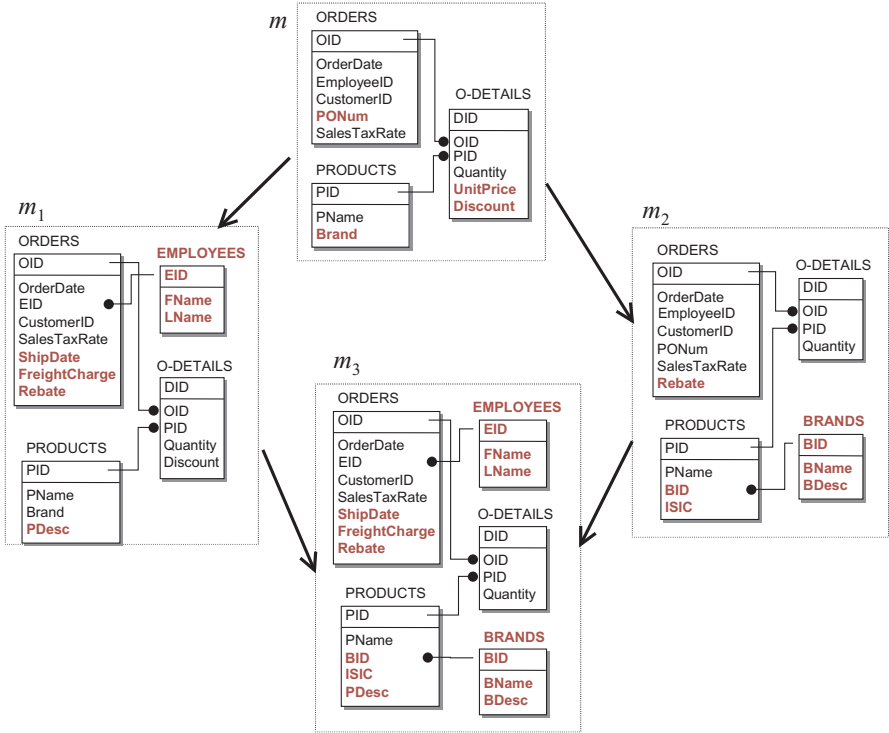 m
ORDERS
OID
OrderDate
EmployeeID
CustomerID
PONum
SalesTaxRate
O-DETAILS
DID
OID
PID
Quantity
UnitPrice
Discount
PRODUCTS
PID
PName
Brand
m1
ORDERS
OID
OrderDate
EID
CustomerID
SalesTaxRate
ShipDate
FreightCharge
Rebate
EMPLOYEES
EID
FName
LName
O-DETAILS
DID
OID
PID
Quantity
Discount
PRODUCTS
PID
PName
Brand
PDesc
m2
ORDERS
OID
OrderDate
EmployeeID
CustomerID
PONum
SalesTaxRate
Rebate
O-DETAILS
DID
OID
PID
Quantity
PRODUCTS
PID
PName
BID
ISIC
BRANDS
BID
BName
BDesc
m3
ORDERS
OID
OrderDate
EID
CustomerID
SalesTaxRate
ShipDate
FreightCharge
Rebate
EMPLOYEES
EID
FName
LName
O-DETAILS
DID
OID
PID
Quantity
PRODUCTS
PID
PName
BID
ISIC
PDesc
BRANDS
BID
BName
BDesc